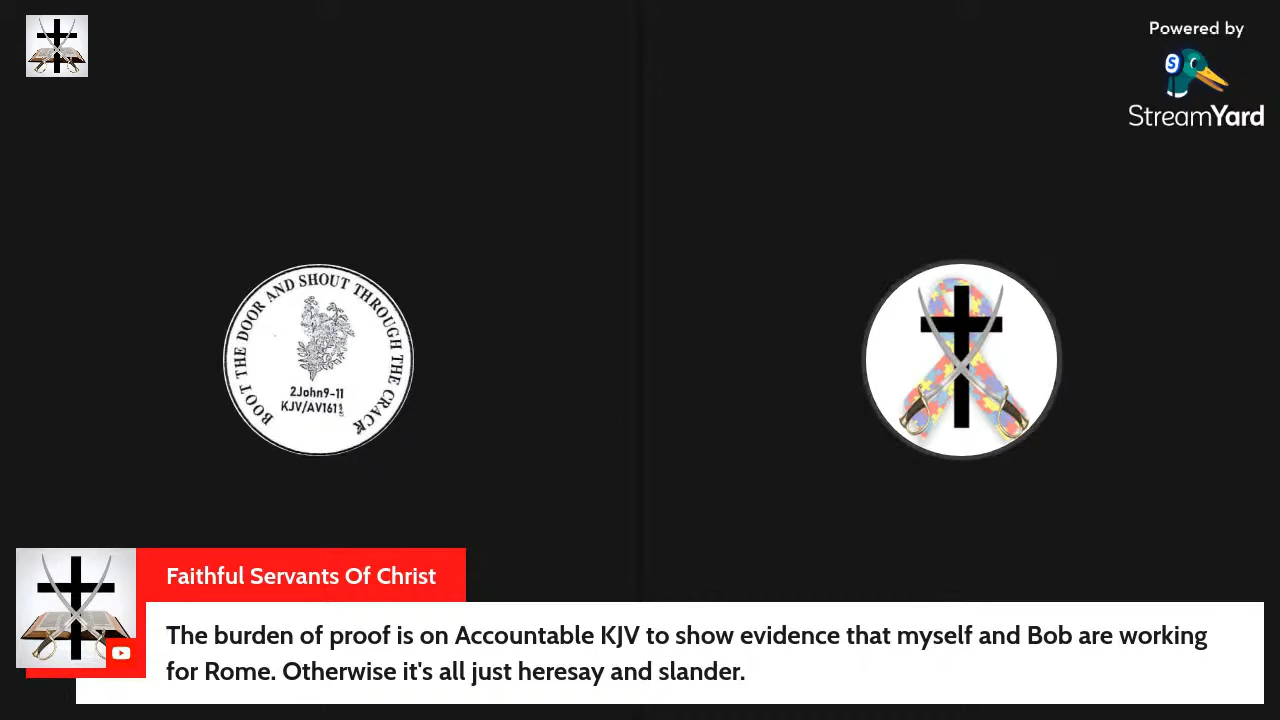 Powered by
S
StreamYard
BOOT THE DOOR AND SHOUT THROUGH THE CRACK
2John9-11
KJV/AV1611
Faithful Servants Of Christ
The burden of proof is on Accountable KJV to show evidence that myself and Bob are working
for Rome. Otherwise it's all just heresay and slander.